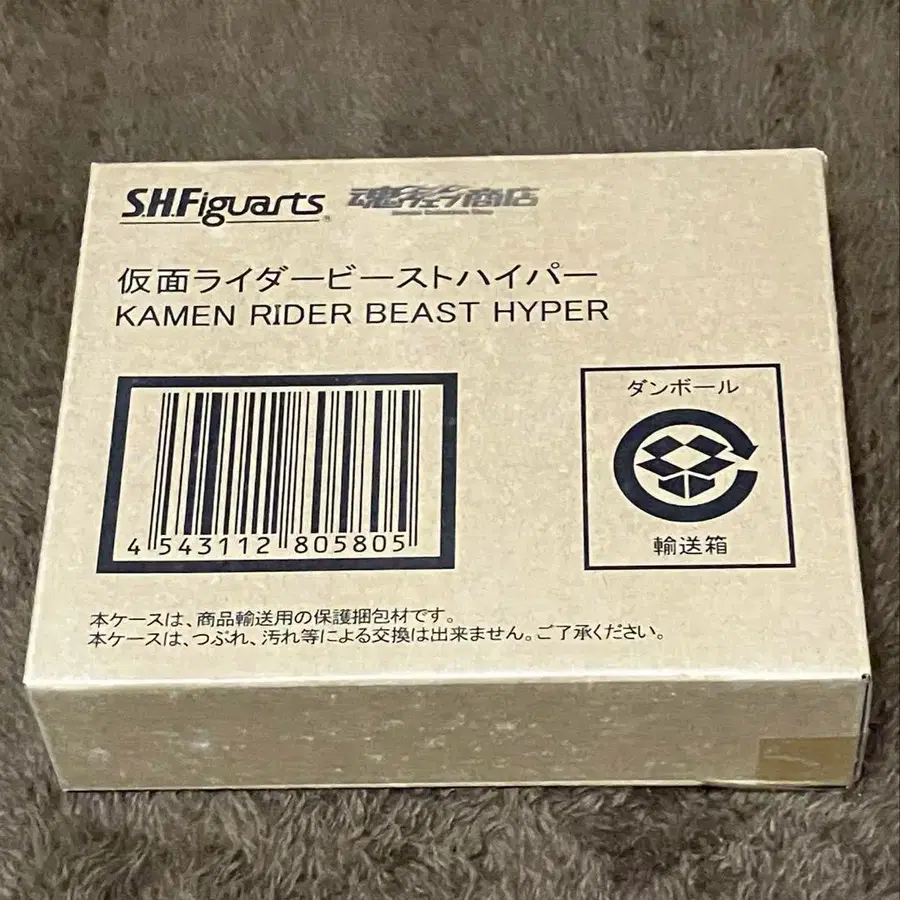 S.H.Figuarts® 魂ウェブ商店
仮面ライダービーストハイパー
KAMEN RIDER BEAST HYPER
ダンボール
4 543112 805805
輸送箱
本ケースは、商品輸送用の保護梱包材です。
本ケースは、つぶれ、汚れ等による交換は出来ません。ご了承ください。